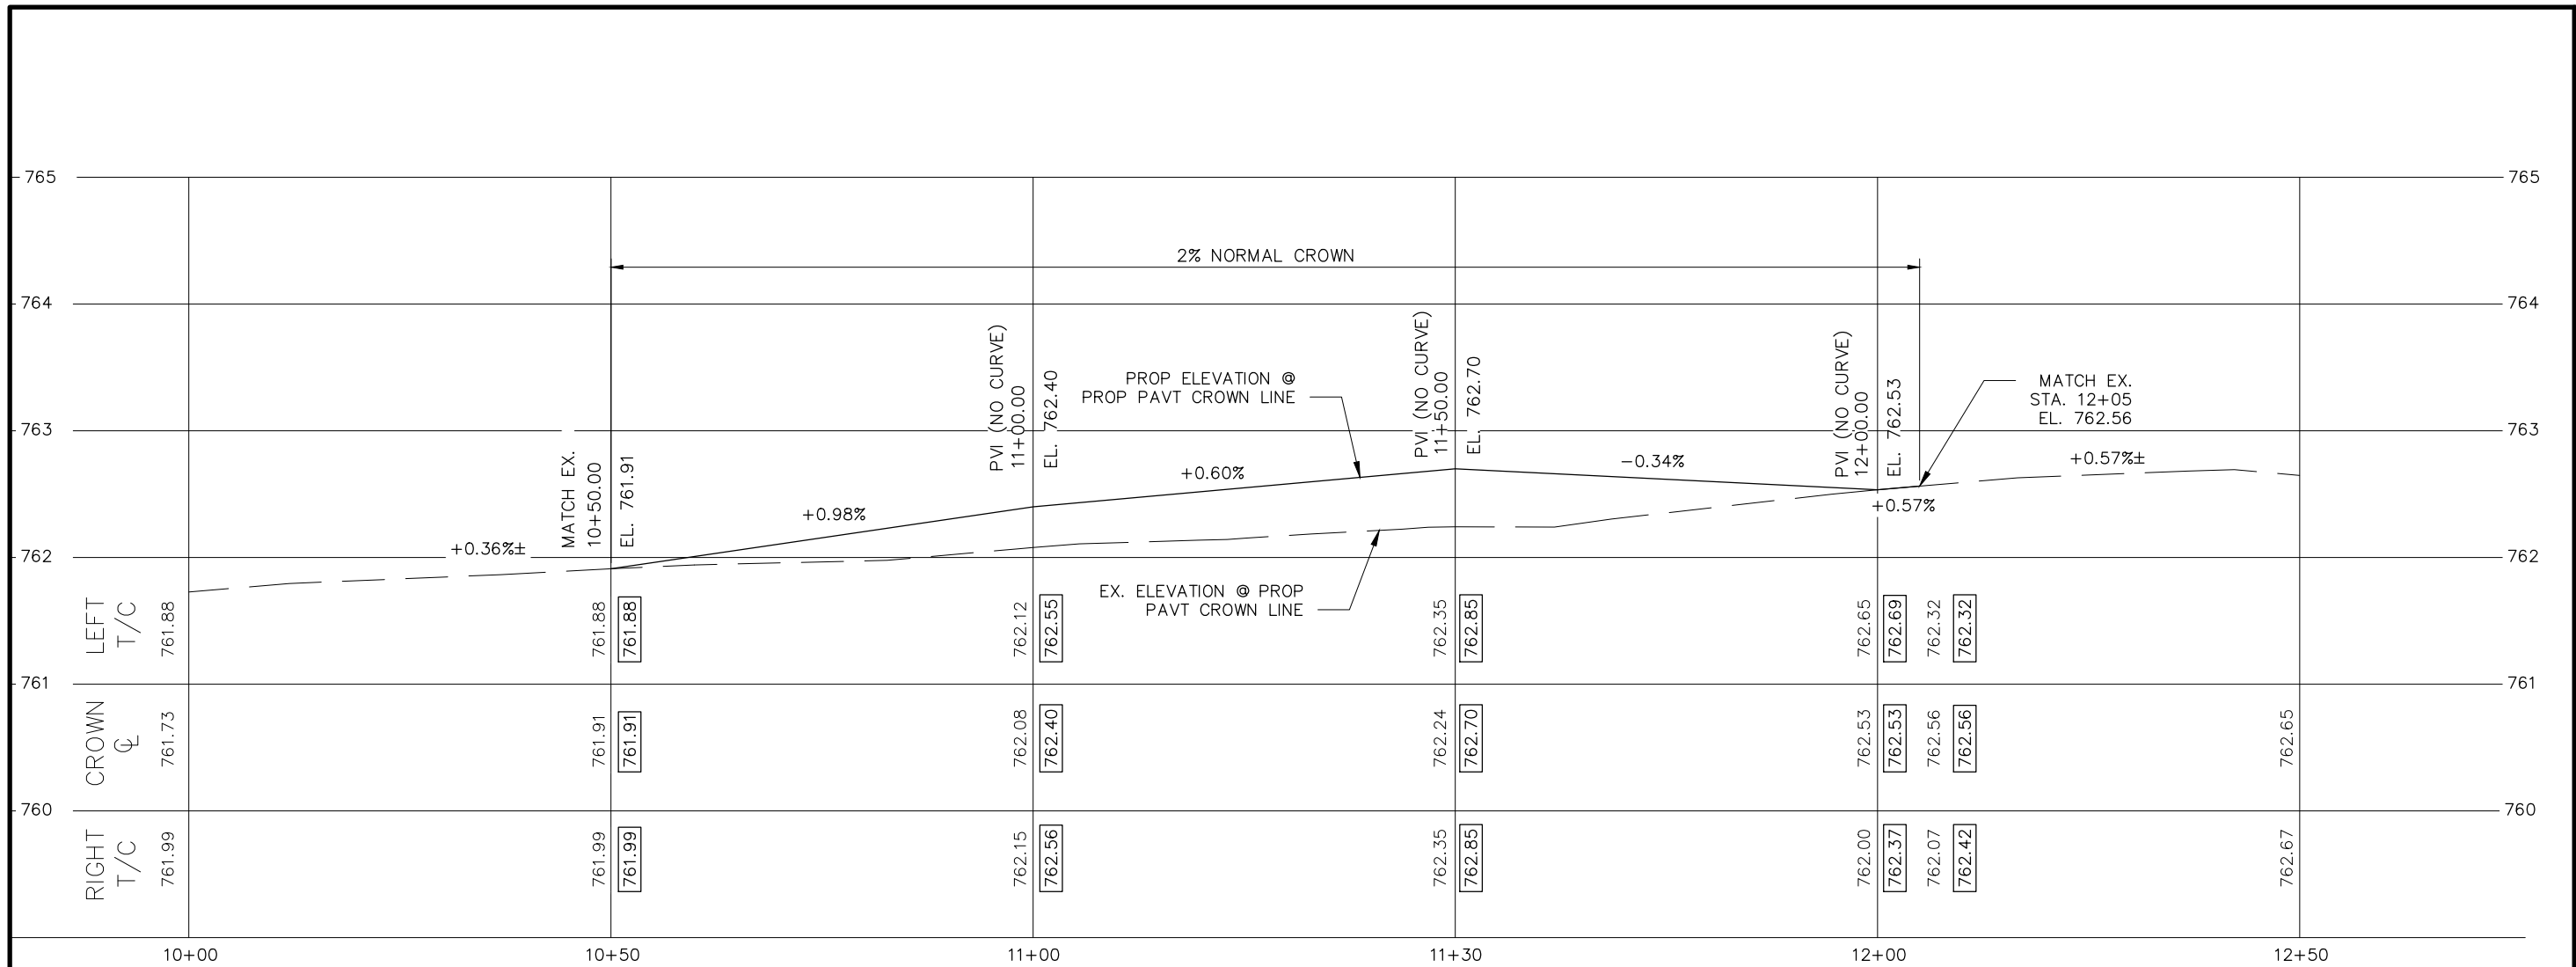 765
765
2% NORMAL CROWN
764
764
PVI (NO CURVE)
11+00.00
EL. 762.40
PROP ELEVATION @
PROP PAVT CROWN LINE
PVI (NO CURVE)
11+50.00
EL. 762.70
PVI (NO CURVE)
12+00.00
EL. 762.53
MATCH EX.
STA. 12+05
EL. 762.56
763
763
MATCH EX.
10+50.00
EL. 761.91
+0.36%±
+0.98%
+0.60%
-0.34%
+0.57%
+0.57%±
762
762
EX. ELEVATION @ PROP
PAVT CROWN LINE
LEFT
T/C
761.88
761.88
761.88
762.12
762.55
762.35
762.85
762.65
762.69
762.32
762.32
761
761
CROWN
CL
761.73
761.91
761.91
762.08
762.40
762.24
762.70
762.53
762.53
762.56
762.56
762.65
760
760
RIGHT
T/C
761.99
761.99
761.99
762.15
762.56
762.35
762.85
762.00
762.37
762.07
762.42
762.67
10+00
10+50
11+00
11+30
12+00
12+50